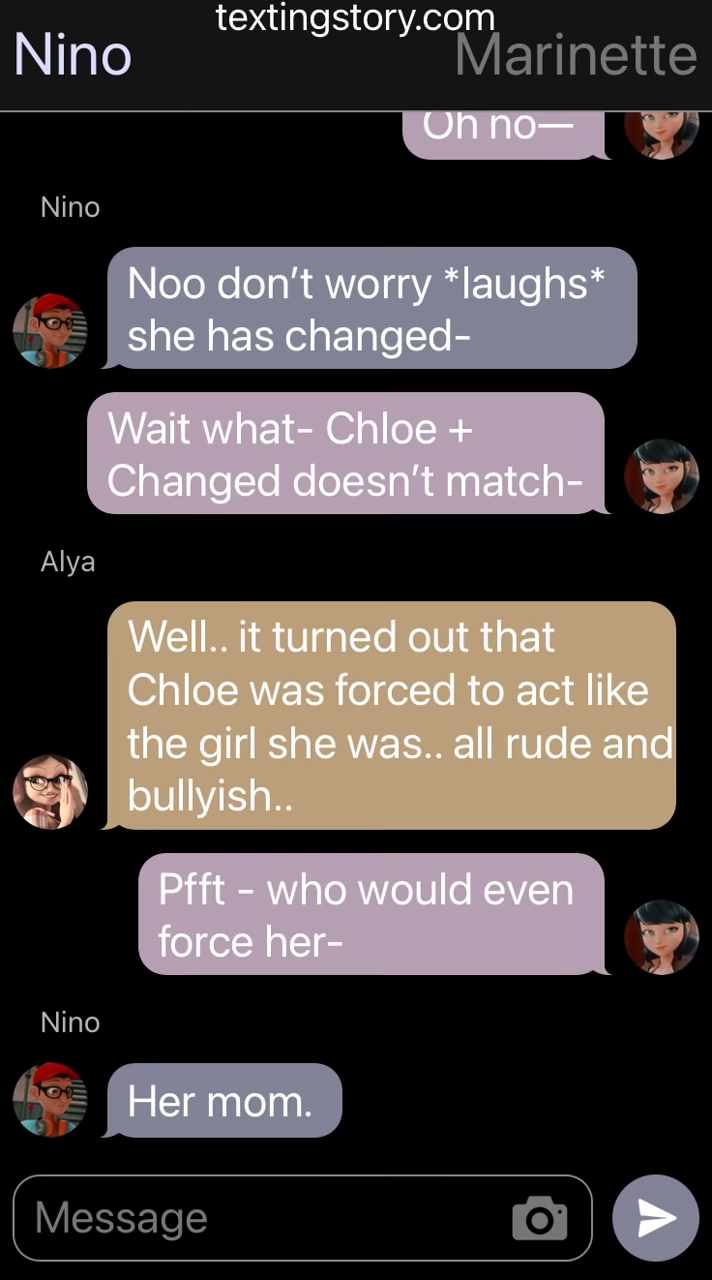 textingstory.com
Nino
Marinette
Oh no—
Nino
Noo don’t worry *laughs*
she has changed-
Wait what- Chloe +
Changed doesn’t match-
Alya
Well.. it turned out that
Chloe was forced to act like
the girl she was.. all rude and
bullyish..
Pfft - who would even
force her-
Nino
Her mom.
Message